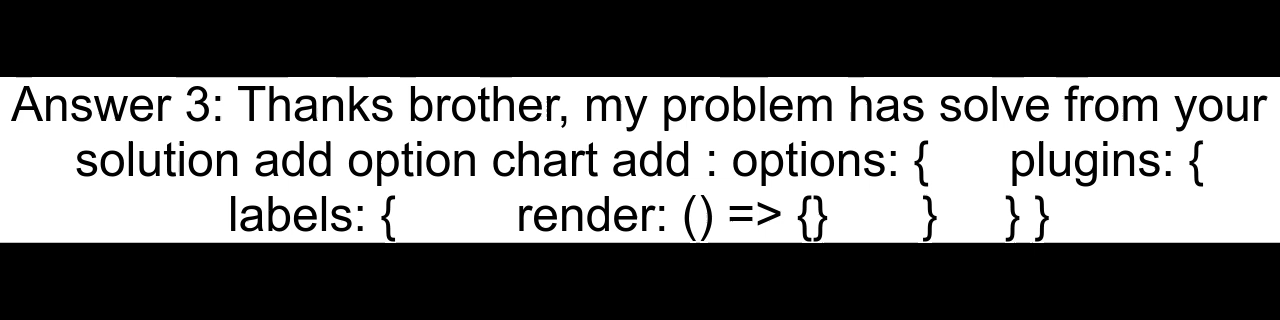 Answer 3: Thanks brother, my problem has solve from your
solution add option chart add : options: {      plugins: {
labels: {         render: () => {}       }     } }